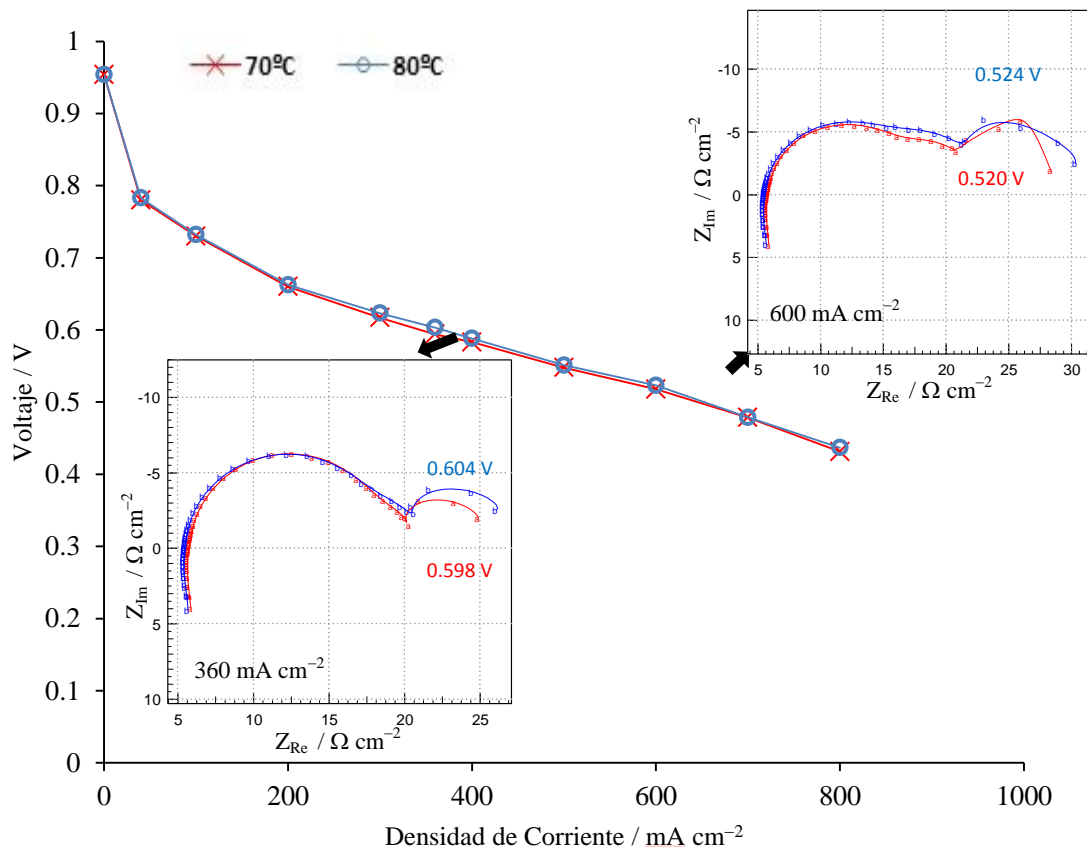 70ºC
80ºC
1
0.9
0.8
0.7
0.6
0.5
0.4
0.3
0.2
0.1
0
Voltaje / V
0
200
400
600
800
1000
Densidad de Corriente / mA cm⁻²
-10
-5
0
5
10
Z_Im / Ω cm⁻²
0.524 V
0.520 V
600 mA cm⁻²
5
10
15
20
25
30
Z_Re / Ω cm⁻²
-10
-5
0
5
10
Z_Im / Ω cm⁻²
0.604 V
0.598 V
360 mA cm⁻²
5
10
15
20
25
Z_Re / Ω cm⁻²